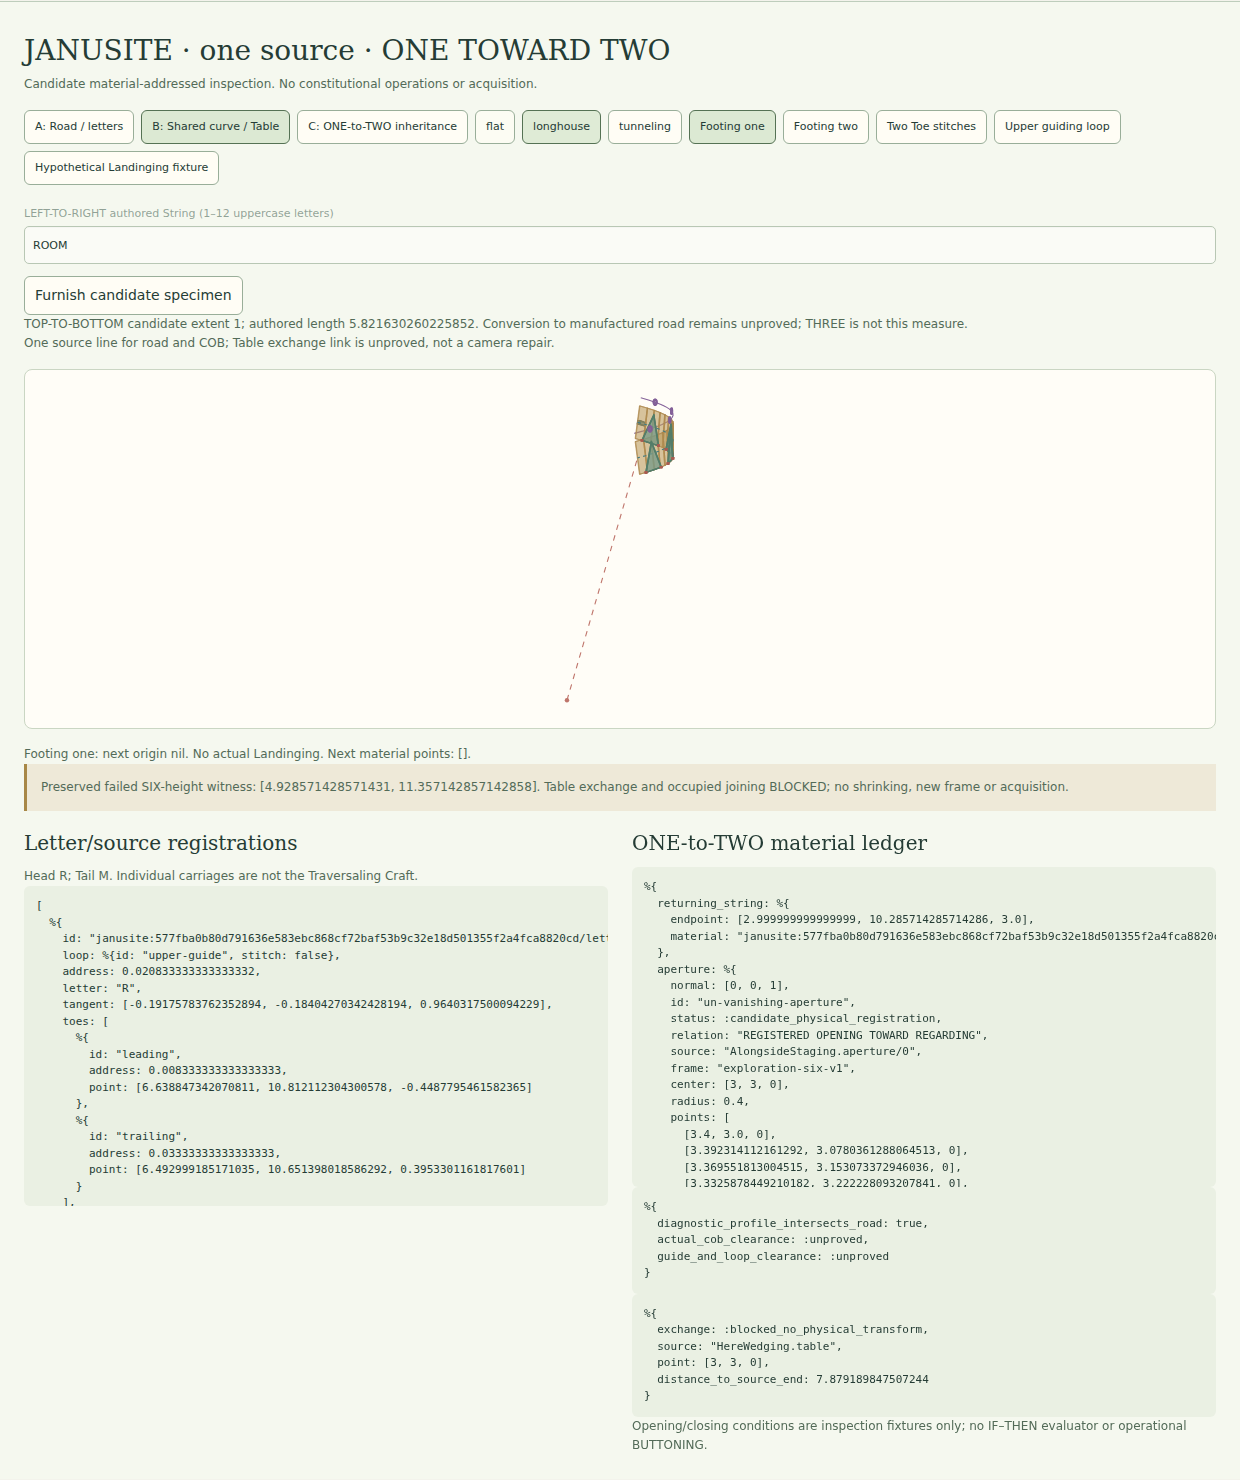 JANUSITE · one source · ONE TOWARD TWO
Candidate material-addressed inspection. No constitutional operations or acquisition.
A: Road / letters
B: Shared curve / Table
C: ONE-to-TWO inheritance
flat
longhouse
tunneling
Footing one
Footing two
Two Toe stitches
Upper guiding loop
Hypothetical Landinging fixture
LEFT-TO-RIGHT authored String (1–12 uppercase letters)
ROOM
Furnish candidate specimen
TOP-TO-BOTTOM candidate extent 1; authored length 5.821630260225852. Conversion to manufactured road remains unproved; THREE is not this measure.
One source line for road and COB; Table exchange link is unproved, not a camera repair.
Footing one: next origin nil. No actual Landinging. Next material points: [].
Preserved failed SIX-height witness: [4.928571428571431, 11.357142857142858]. Table exchange and occupied joining BLOCKED; no shrinking, new frame or acquisition.
Letter/source registrations
Head R; Tail M. Individual carriages are not the Traversaling Craft.
[
%{
id: "janusite:577fba0b80d791636e583ebc868cf72baf53b9c32e18d501355f2a4fca8820cd/lett
loop: %{id: "upper-guide", stitch: false},
address: 0.020833333333333332,
letter: "R",
tangent: [-0.19175783762352894, -0.18404270342428194, 0.9640317500094229],
toes: [
%{
id: "leading",
address: 0.008333333333333333,
point: [6.638847342070811, 10.812112304300578, -0.4487795461582365]
},
%{
id: "trailing",
address: 0.03333333333333333,
point: [6.492999185171035, 10.651398018586292, 0.3953301161817601]
}
],
ONE-to-TWO material ledger
%{
returning_string: %{
endpoint: [2.999999999999999, 10.285714285714286, 3.0],
material: "janusite:577fba0b80d791636e583ebc868cf72baf53b9c32e18d501355f2a4fca8820c
},
aperture: %{
normal: [0, 0, 1],
id: "un-vanishing-aperture",
status: :candidate_physical_registration,
relation: "REGISTERED OPENING TOWARD REGARDING",
source: "AlongsideStaging.aperture/0",
frame: "exploration-six-v1",
center: [3, 3, 0],
radius: 0.4,
points: [
[3.4, 3.0, 0],
[3.392314112161292, 3.0780361288064513, 0],
[3.369551813004515, 3.153073372946036, 0],
[3.3325878449210182, 3.222228093207841, 0],
%{
diagnostic_profile_intersects_road: true,
actual_cob_clearance: :unproved,
guide_and_loop_clearance: :unproved
}
%{
exchange: :blocked_no_physical_transform,
source: "HereWedging.table",
point: [3, 3, 0],
distance_to_source_end: 7.879189847507244
}
Opening/closing conditions are inspection fixtures only; no IF–THEN evaluator or operational
BUTTONING.